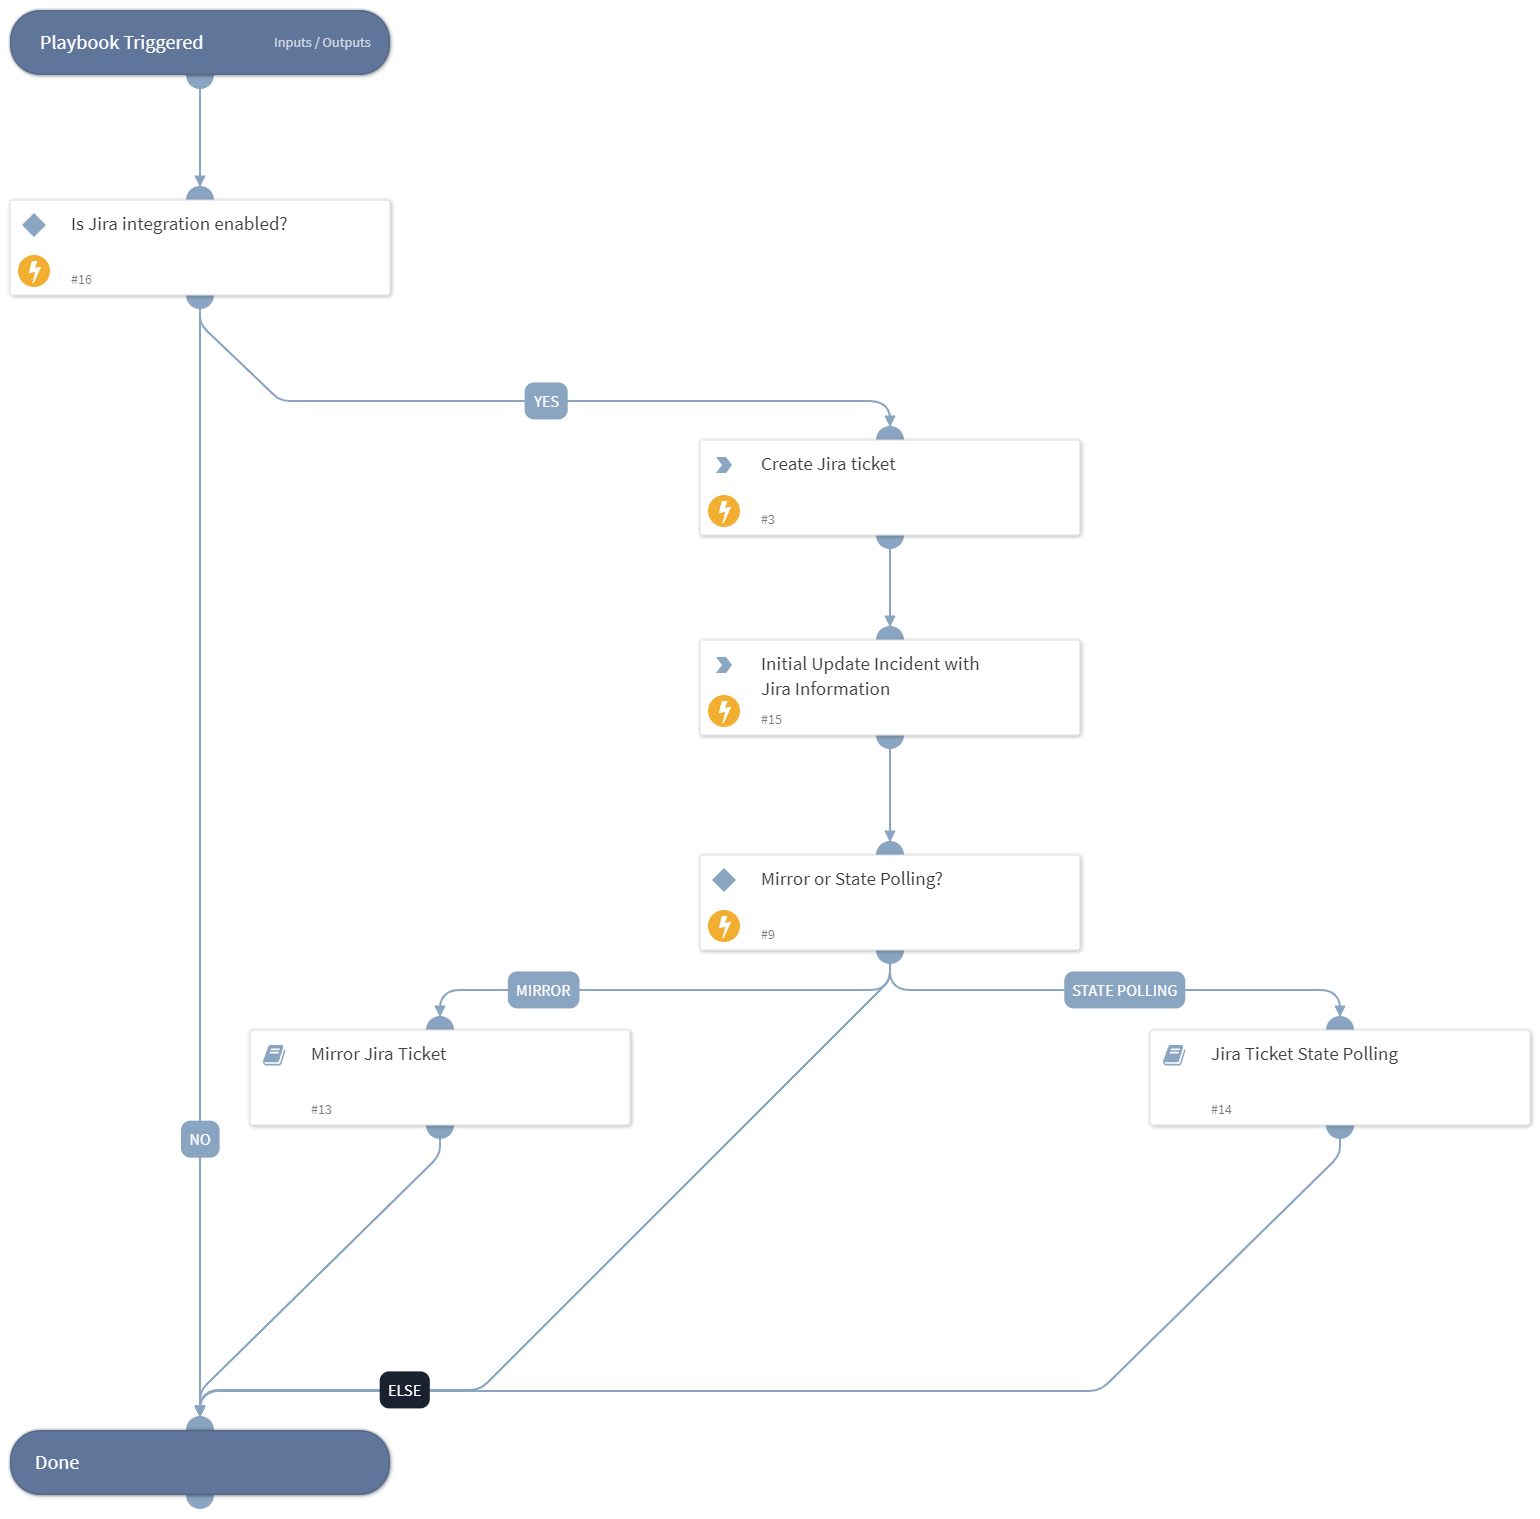 Playbook Triggered
Inputs / Outputs
Is Jira integration enabled?
#16
YES
Create Jira ticket
#3
Initial Update Incident with
Jira Information
#15
Mirror or State Polling?
#9
MIRROR
STATE POLLING
Mirror Jira Ticket
#13
Jira Ticket State Polling
#14
NO
ELSE
Done